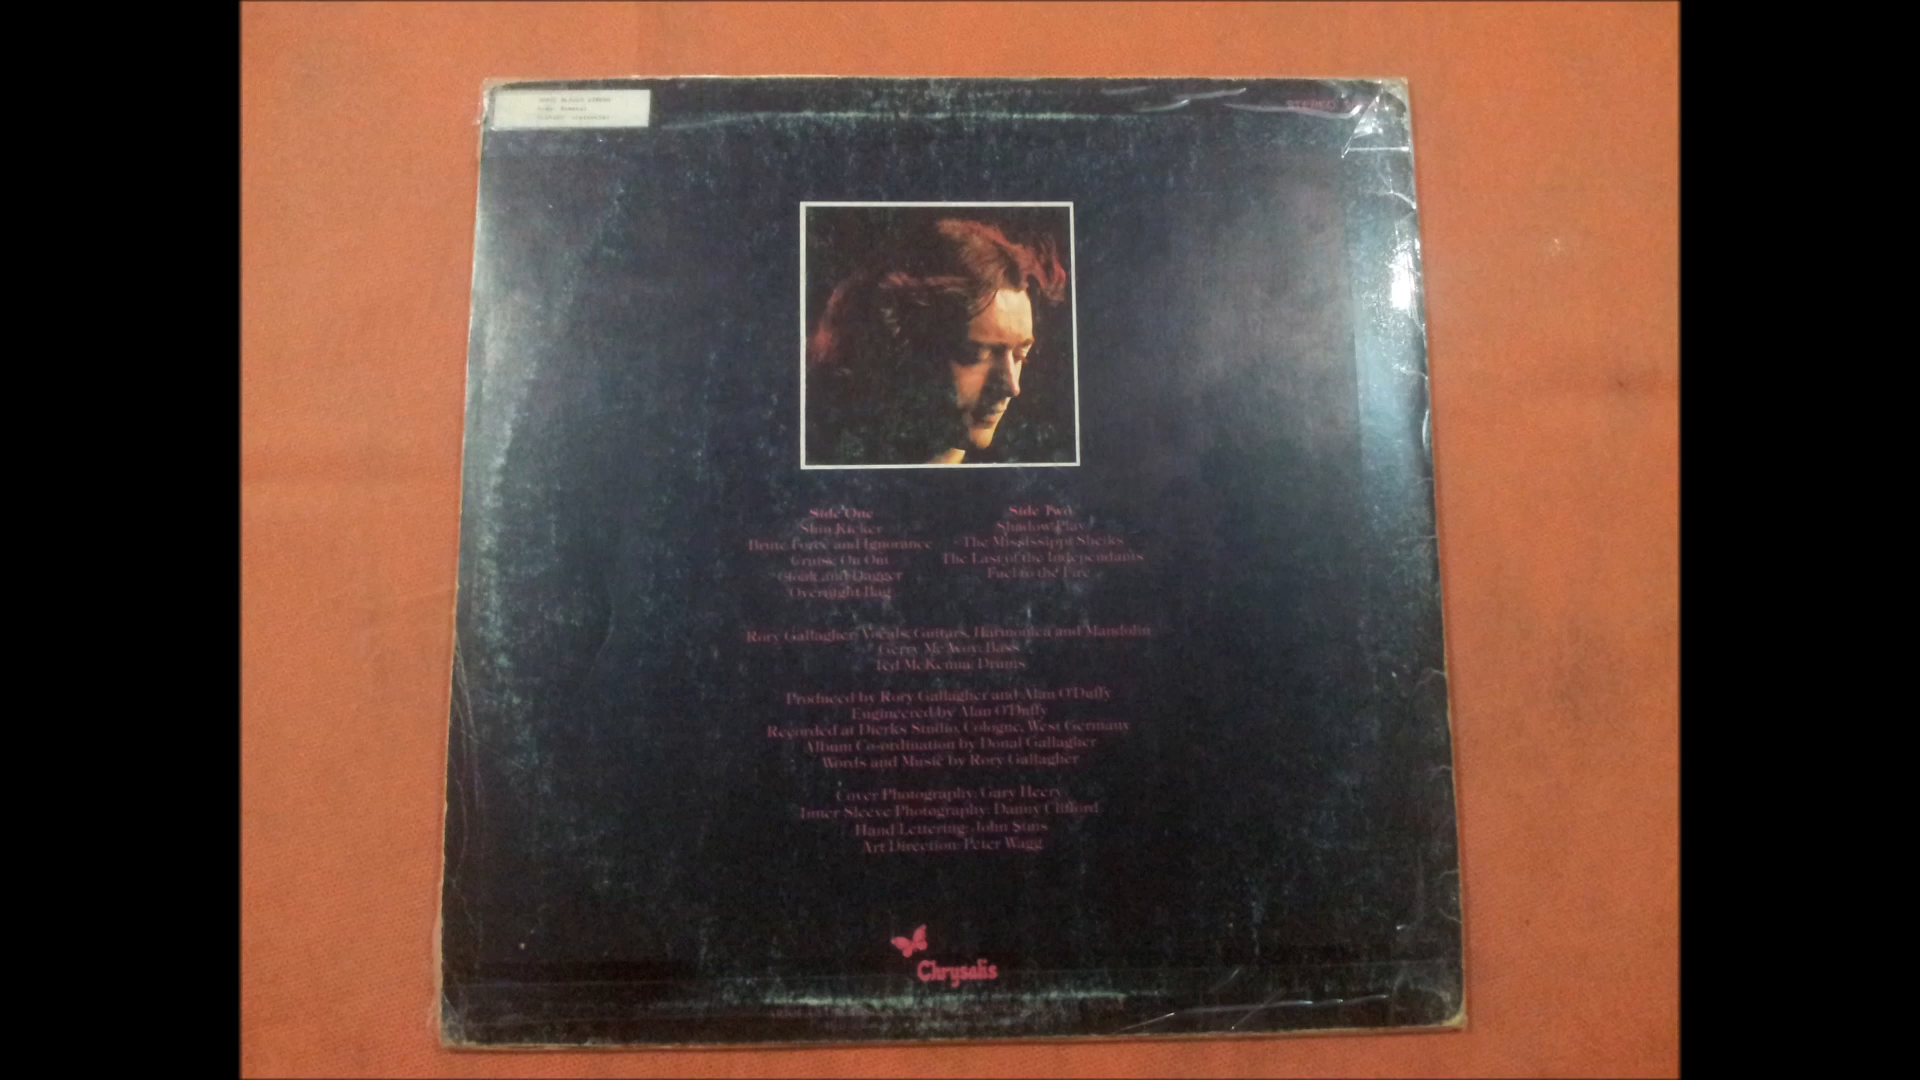 STEREO
Side One
Shin Kicker
Brute Force and Ignorance
Cruise On Out
Cloak and Dagger
Overnight Bag
Side Two
Shadow Play
The Mississippi Sheiks
The Last of the Independants
Fuel to the Fire
Rory Gallagher: Vocals, Guitars, Harmonica and Mandolin
Gerry McAvoy: Bass
Ted McKenna: Drums
Produced by Rory Gallagher and Alan O'Duffy
Engineered by Alan O'Duffy
Recorded at Dierks Studio, Cologne, West Germany
Album Co-ordination by Donal Gallagher
Words and Music by Rory Gallagher
Cover Photography: Gary Heery
Inner Sleeve Photography: Danny Clifford
Hand Lettering: John
Art Direction: Peter Wagg
Chrysalis